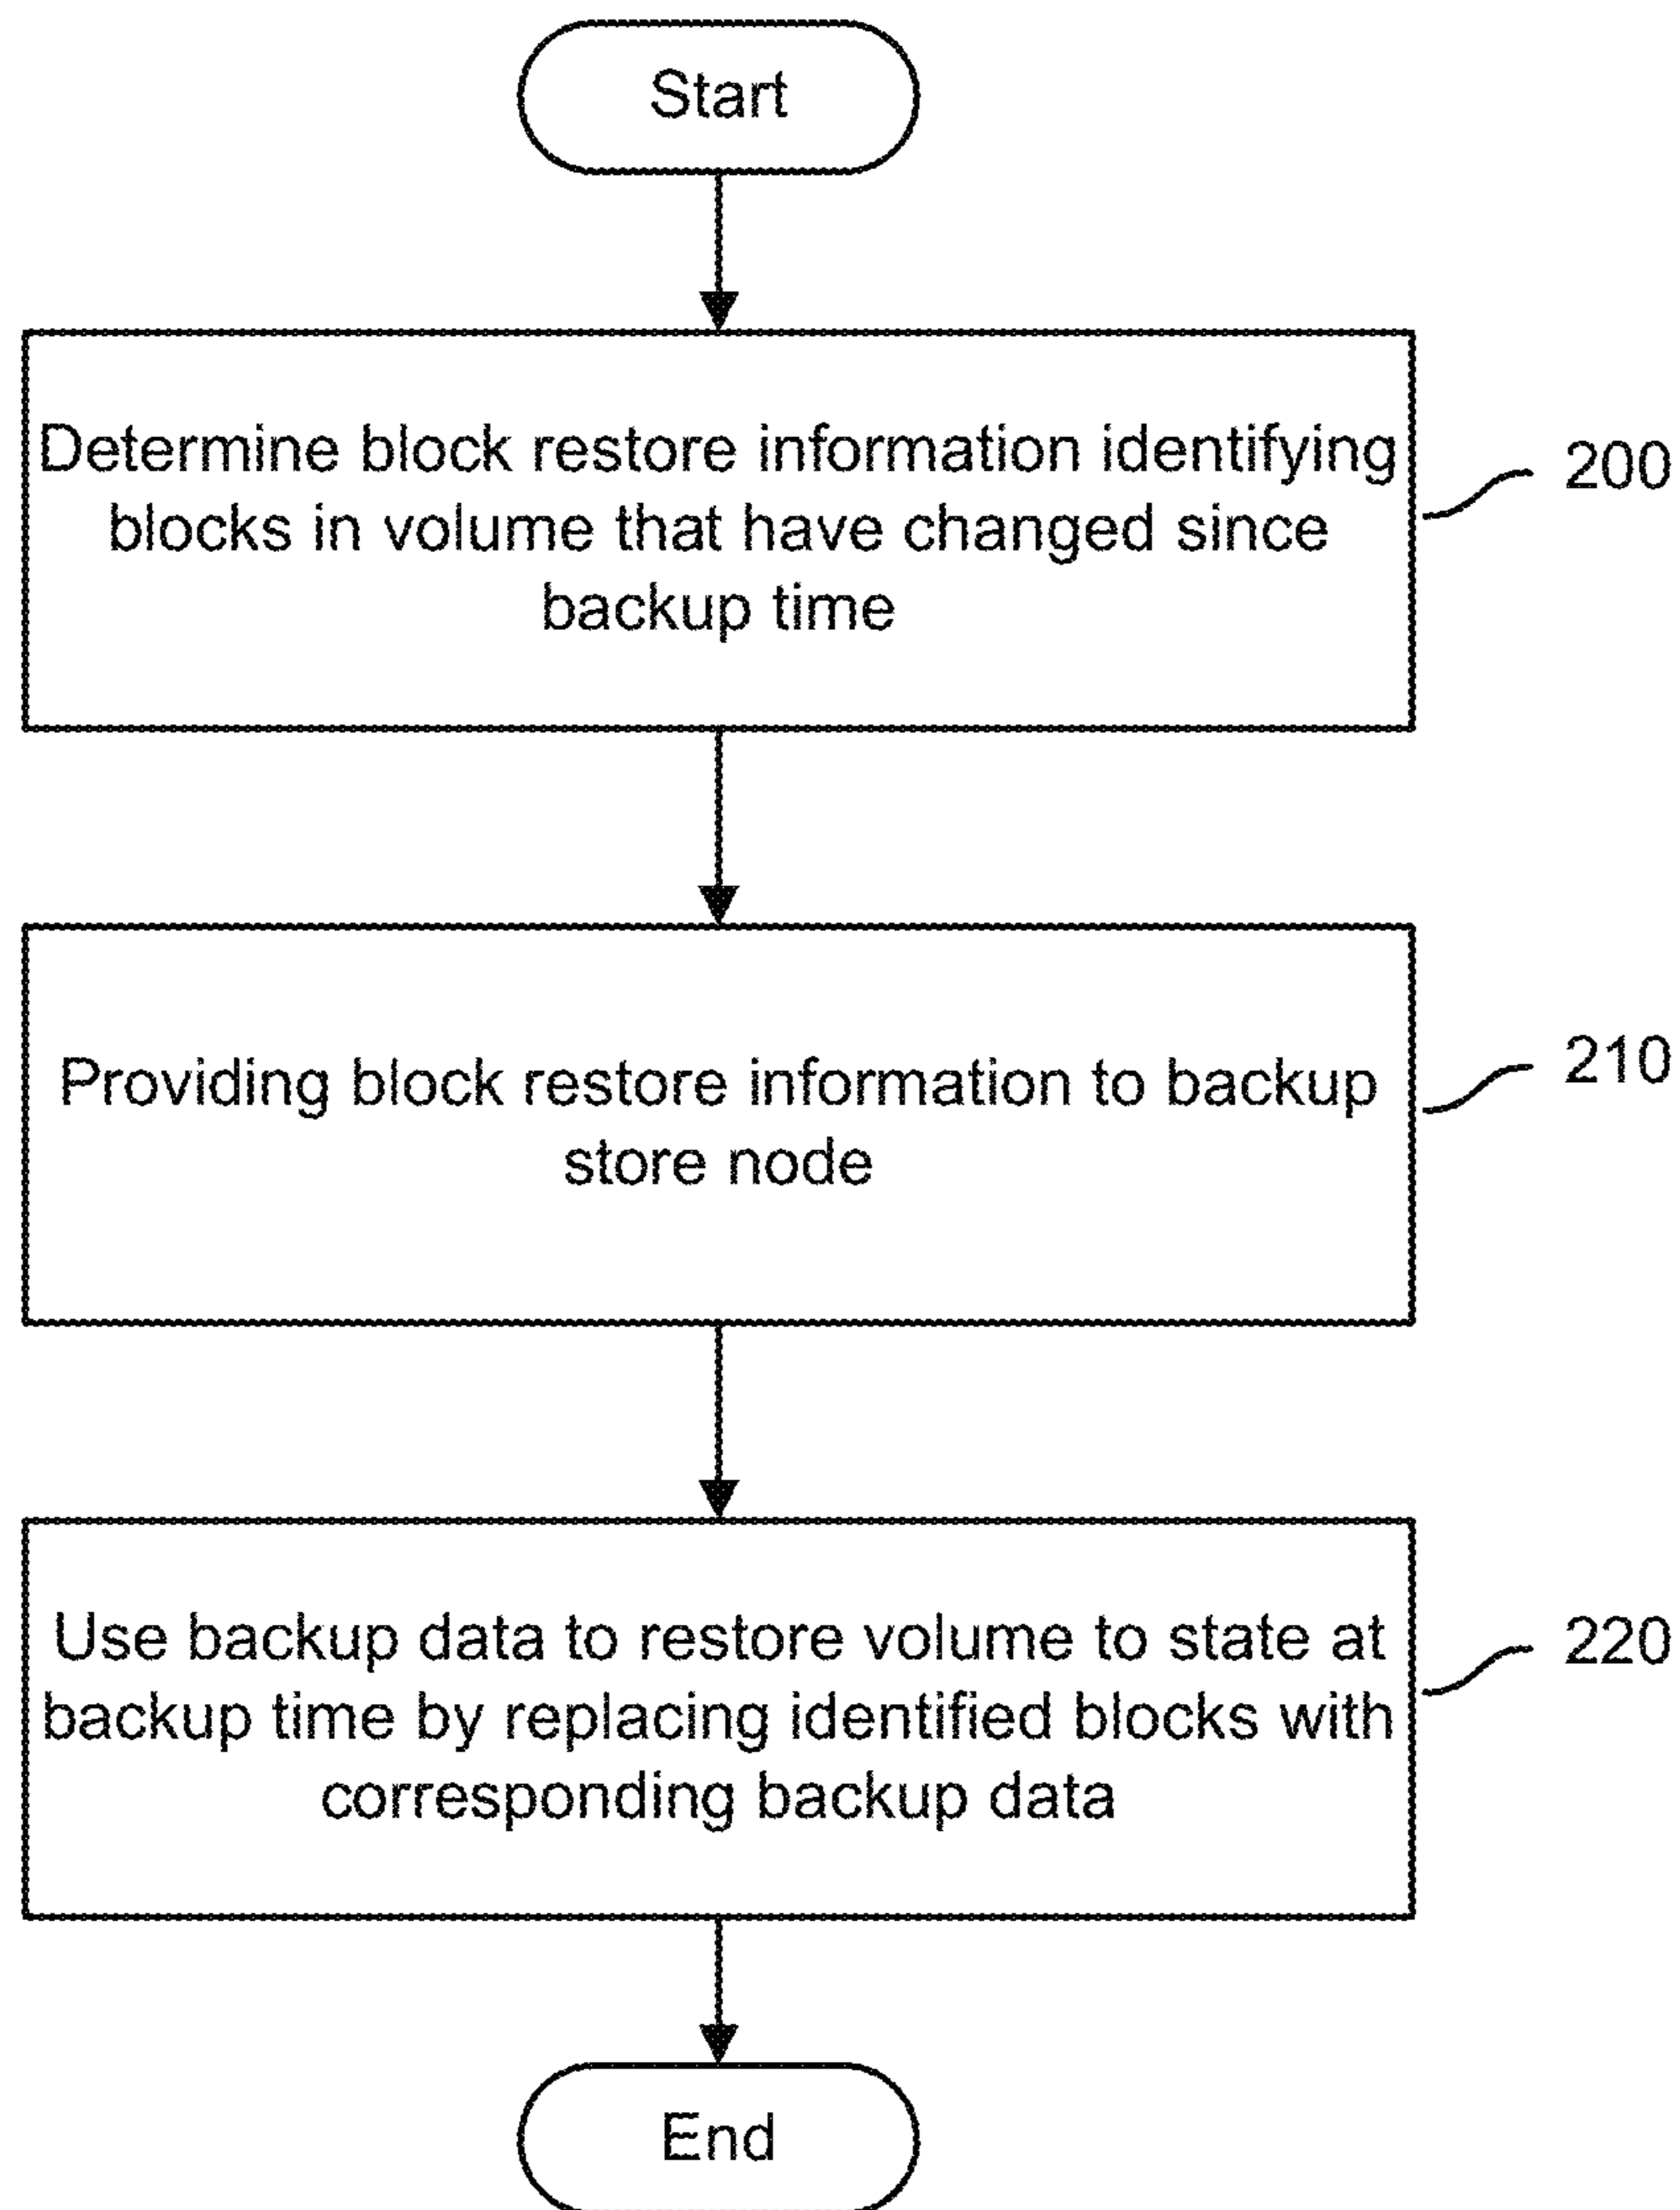 Start
Determine block restore information identifying
blocks in volume that have changed since
backup time
200
Providing block restore information to backup
store node
210
Use backup data to restore volume to state at
backup time by replacing identified blocks with
corresponding backup data
220
End